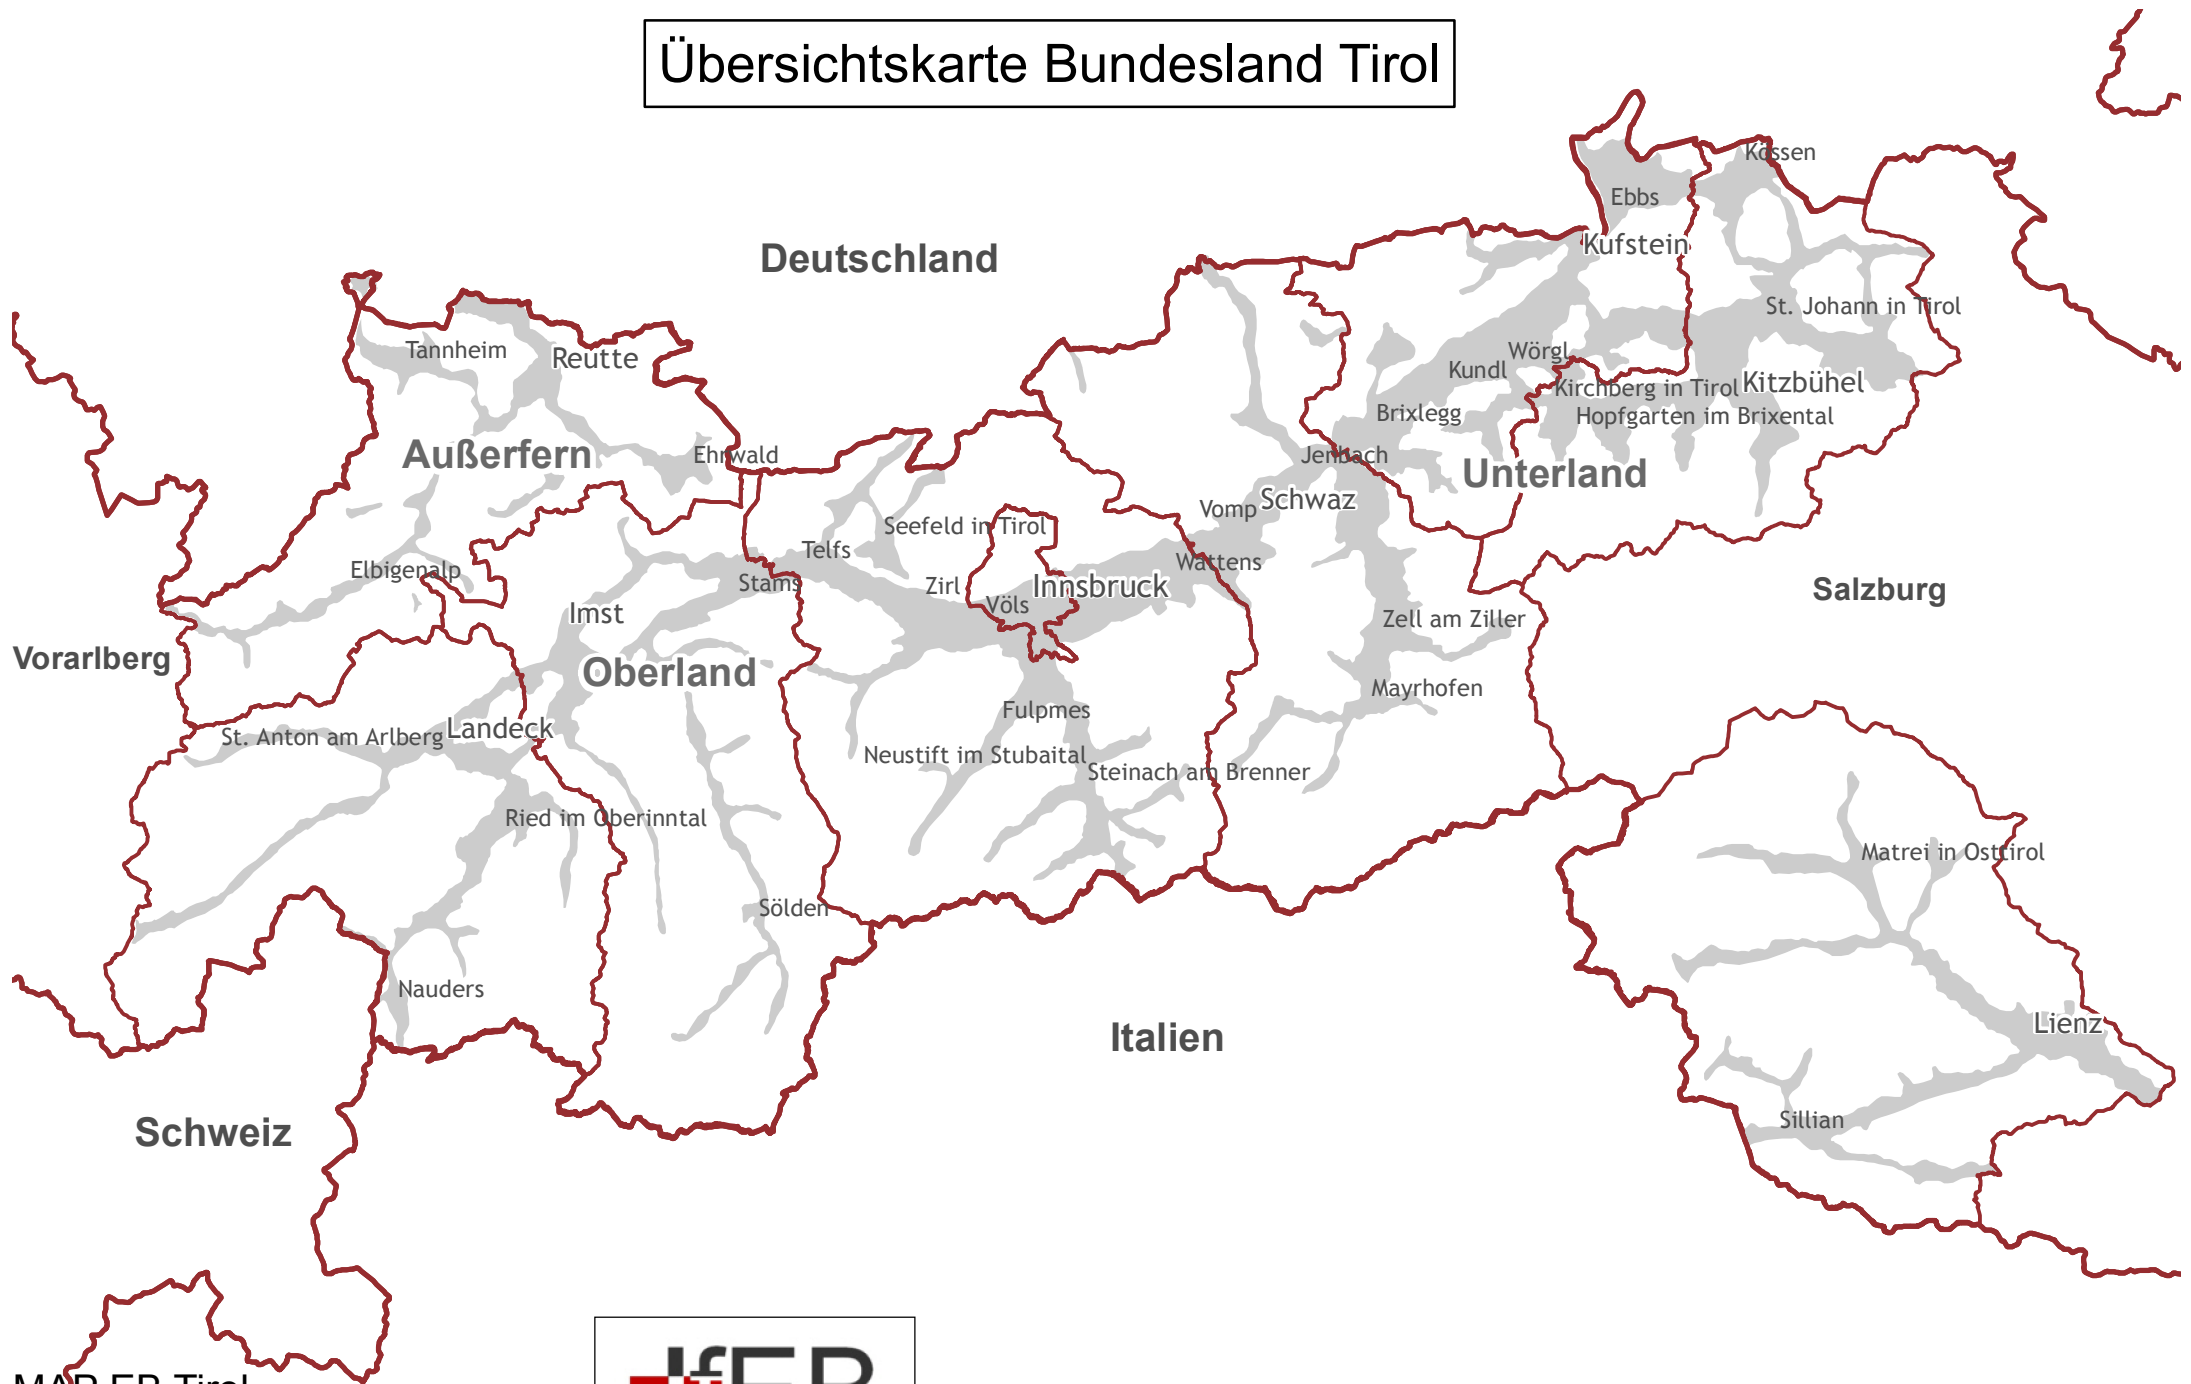 Übersichtskarte Bundesland Tirol
Kössen
Ebbs
Kufstein
Deutschland
St. Johann in Tirol
Tannheim
Reutte
Wörgl
Kundl
Kirchberg in Tirol
Kitzbühel
Brixlegg
Hopfgarten im Brixental
Außerfern
Ehrwald
Jenbach
Unterland
Schwaz
Vomp
Seefeld in Tirol
Telfs
Wattens
Elbigenalp
Stams
Zirl
Innsbruck
Völs
Salzburg
Imst
Zell am Ziller
Vorarlberg
Oberland
Mayrhofen
Fulpmes
Landeck
St. Anton am Arlberg
Neustift im Stubaital
Steinach am Brenner
Ried im Oberinntal
Matrei in Osttirol
Sölden
Nauders
Lienz
Italien
Sillian
Schweiz
MAP EB Tirol